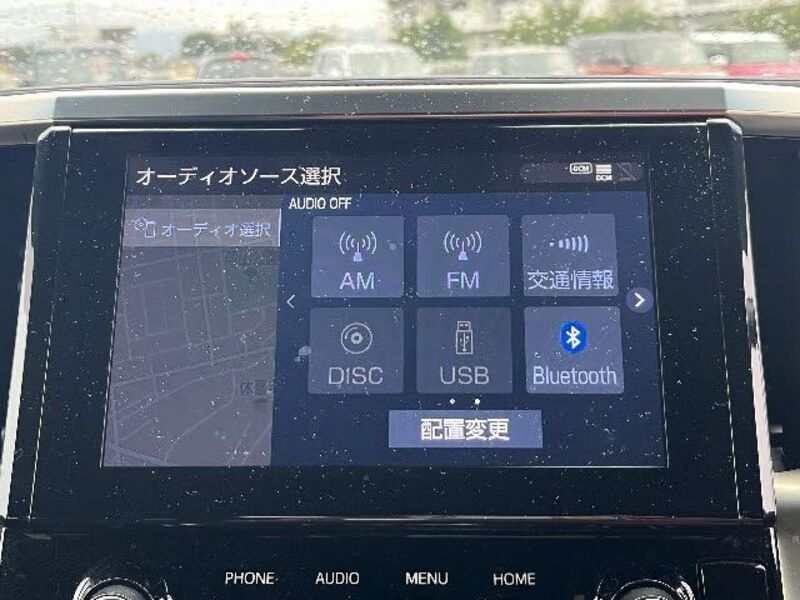 オーディオソース選択
DCM
AUDIO OFF
オーディオ選択
AM
FM
交通情報
DISC
USB
Bluetooth
配置変更
PHONE
AUDIO
MENU
HOME